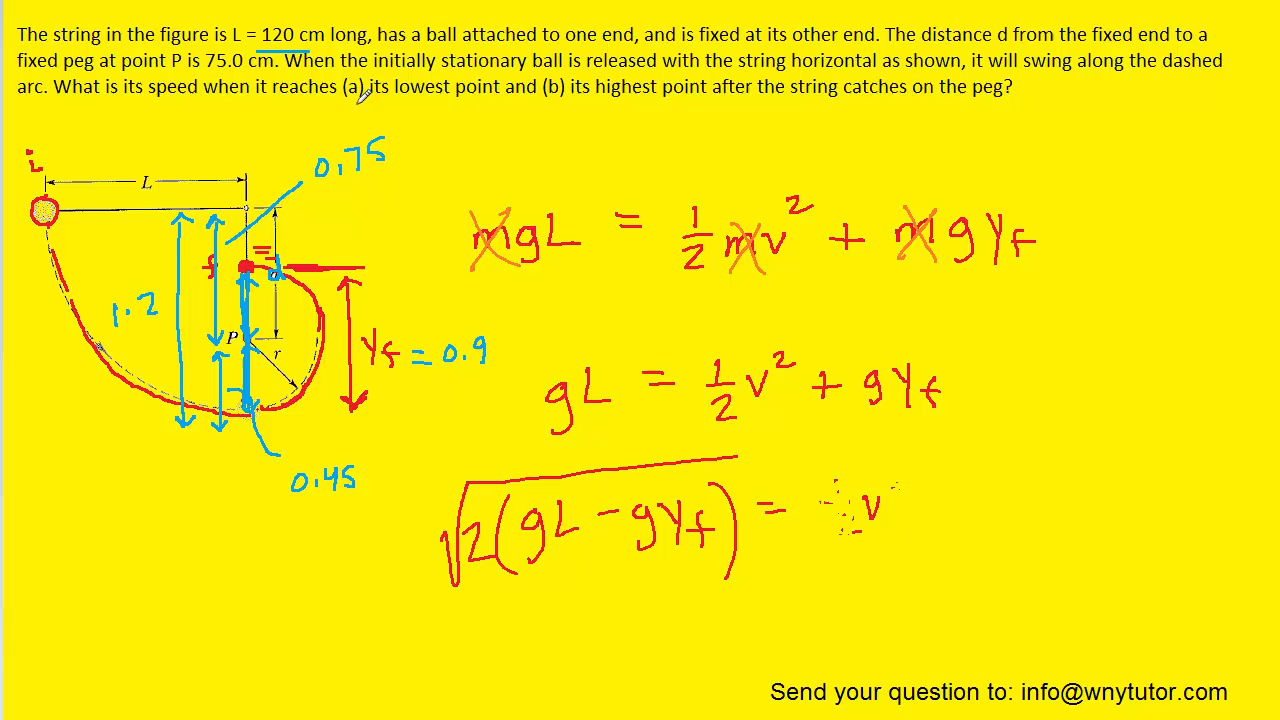 The string in the figure is L = 120 cm long, has a ball attached to one end, and is fixed at its other end. The distance d from the fixed end to a
fixed peg at point P is 75.0 cm. When the initially stationary ball is released with the string horizontal as shown, it will swing along the dashed
arc. What is its speed when it reaches (a) its lowest point and (b) its highest point after the string catches on the peg?
i
L
0.75
f
=
d
1.2
P
r
yf = 0.9
0.45
mgL = 1/2 mv² + mgyf
gL = 1/2 v² + gyf
√2(gL - gyf) = v
Send your question to: info@wnytutor.com